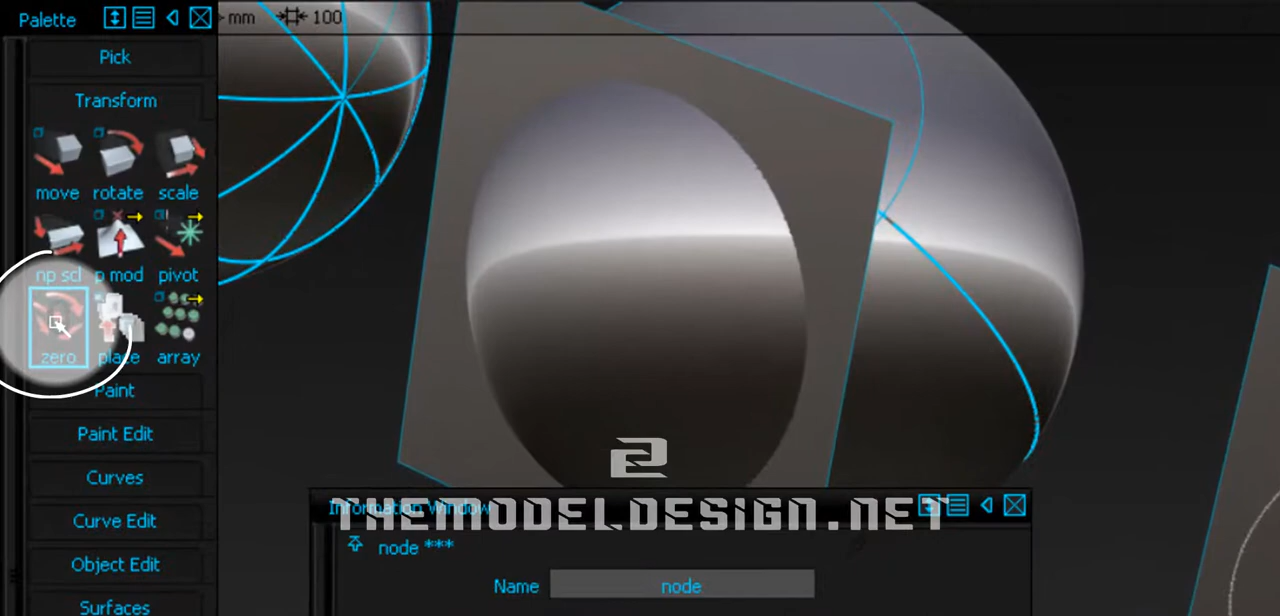 Palette
mm 100
Pick
Transform
move rotate scale
np scl p mod pivot
zero place array
Paint
Paint Edit
Curves
Curve Edit
Object Edit
Surfaces
2
THEMODELDESIGN.NET
Information Window
node ***
Name node